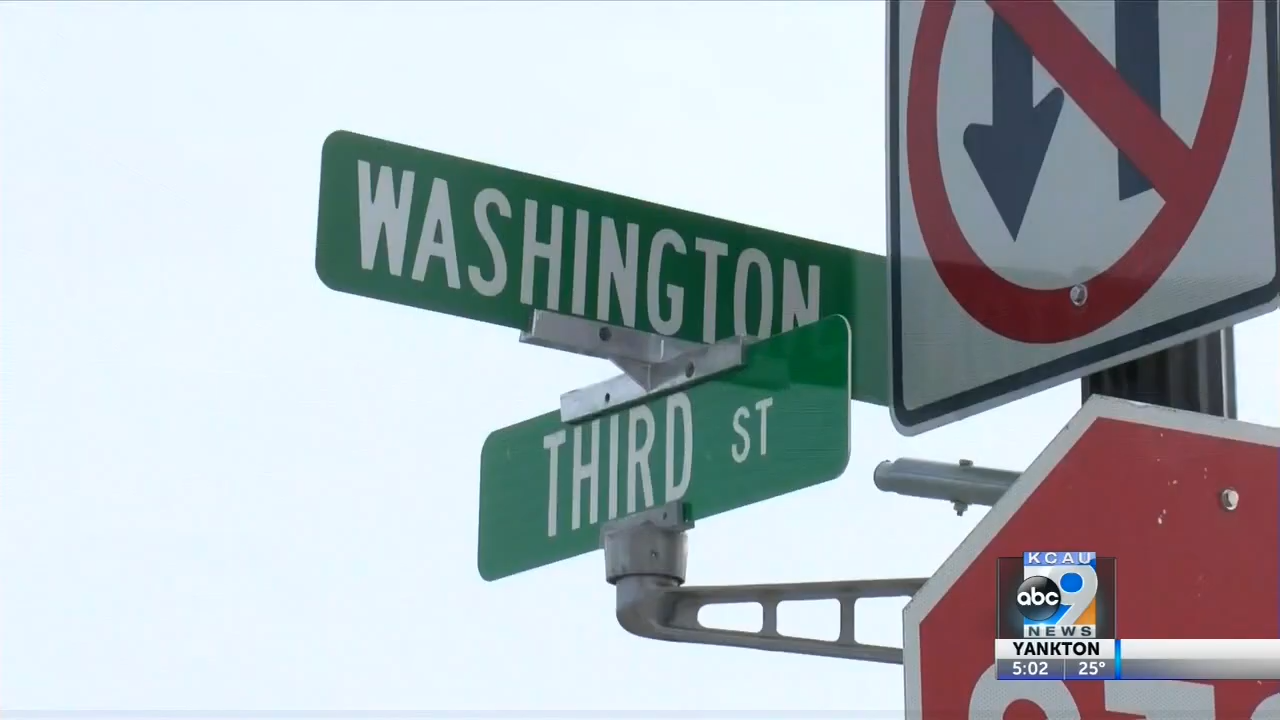 WASHINGTON
THIRD ST
KCAU
abc 9
NEWS
YANKTON
5:02 25°